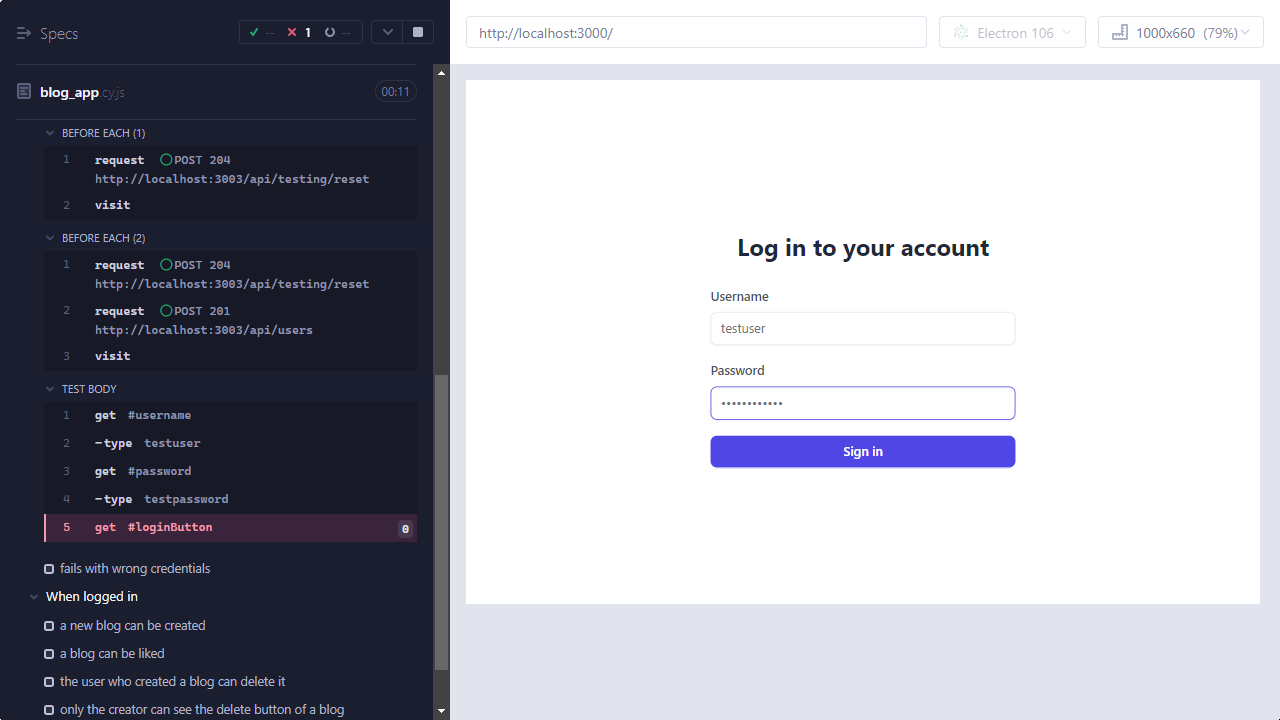 Specs
-- 1 --
blog_app.cy.js
00:11
BEFORE EACH (1)
1 request POST 204
http://localhost:3003/api/testing/reset
2 visit
BEFORE EACH (2)
1 request POST 204
http://localhost:3003/api/testing/reset
2 request POST 201
http://localhost:3003/api/users
3 visit
TEST BODY
1 get #username
2 -type testuser
3 get #password
4 -type testpassword
5 get #loginButton 0
fails with wrong credentials
When logged in
a new blog can be created
a blog can be liked
the user who created a blog can delete it
only the creator can see the delete button of a blog
http://localhost:3000/
Electron 106
1000x660 (79%)
Log in to your account
Username
testuser
Password
••••••••••••
Sign in